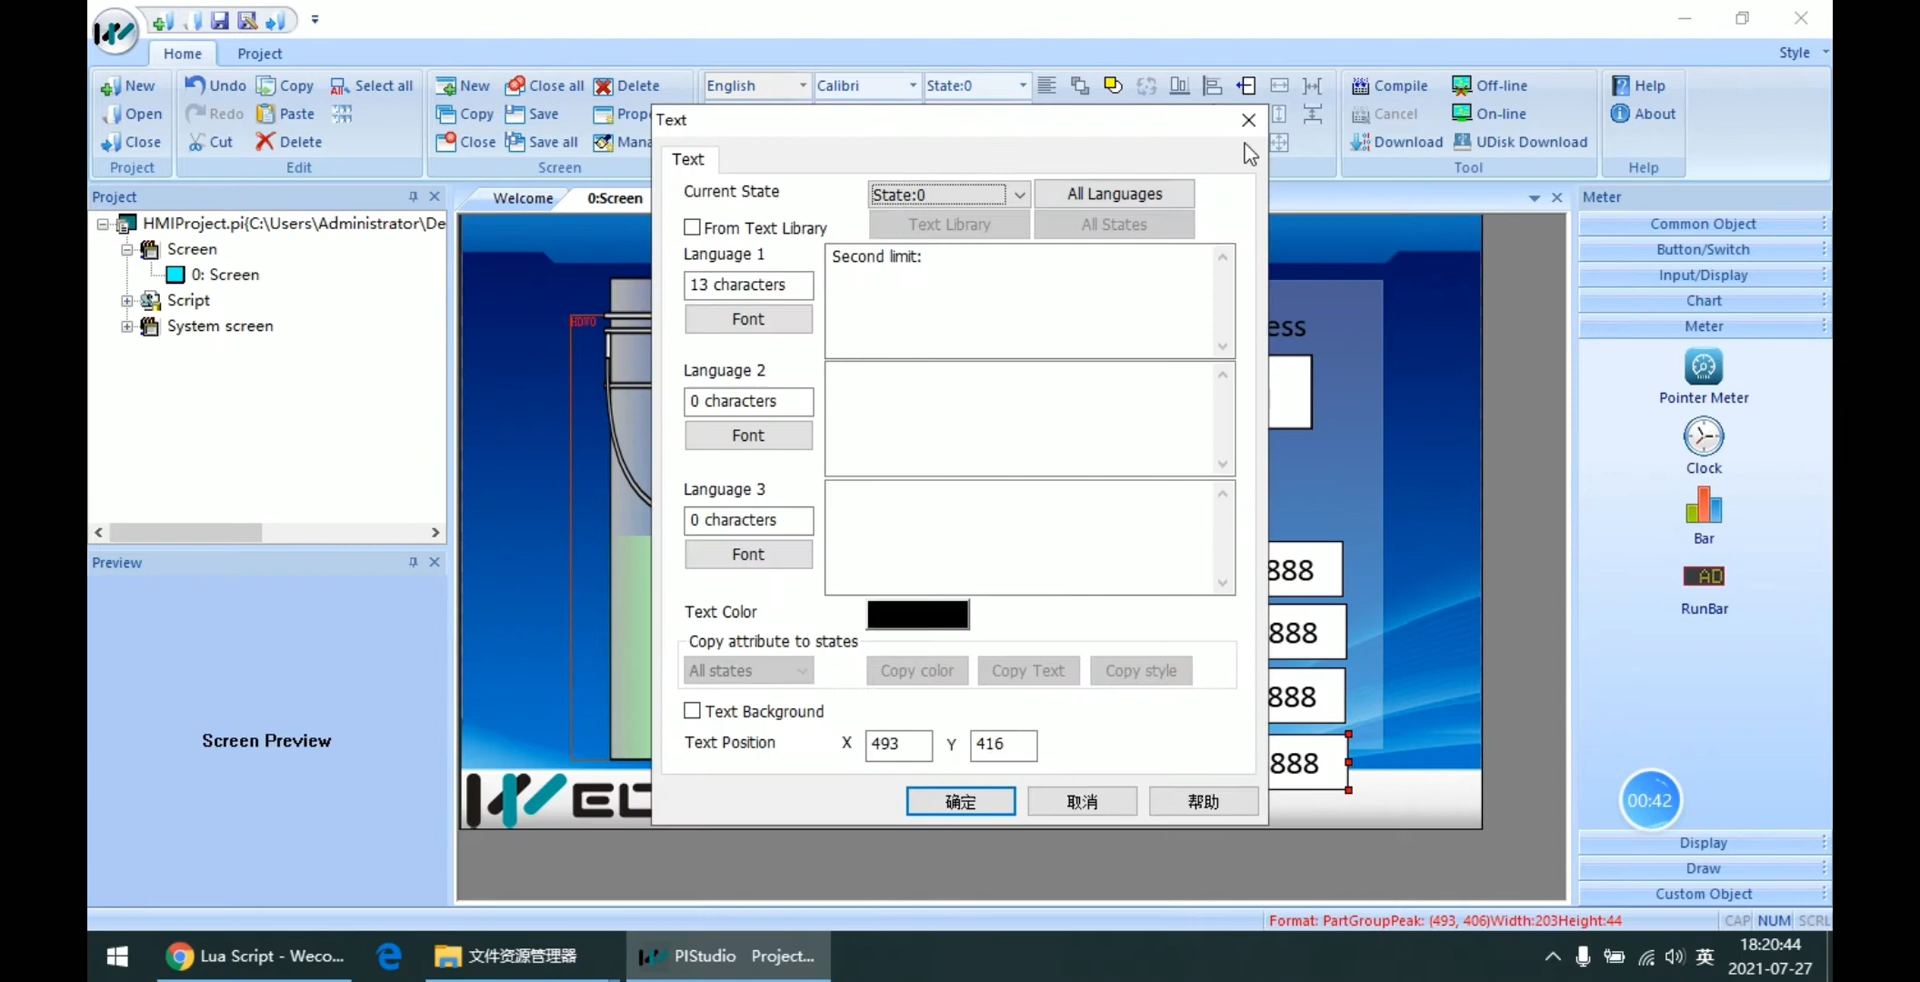 Home Project Style
New Undo Copy Select all New Close all Delete English Calibri State:0 Compile Off-line Help
Open Redo Paste Copy Save Cancel On-line About
Close Cut Delete Close Save all Download UDisk Download
Project Edit Screen Tool Help
Text
Text
Current State State:0 All Languages
From Text Library Text Library All States
Language 1 Second limit:
13 characters
Font
Language 2
0 characters
Font
Language 3
0 characters
Font
Text Color
Copy attribute to states
All states Copy color Copy Text Copy style
Text Background
Text Position X 493 Y 416
确定 取消 帮助
Project
HMIProject.pi{C:\Users\Administrator\De
Screen
0: Screen
Script
System screen
Preview
Screen Preview
Welcome 0:Screen
HDW0
ess
888
888
888
888
Meter
Common Object
Button/Switch
Input/Display
Chart
Meter
Pointer Meter
Clock
Bar
AD
RunBar
00:42
Display
Draw
Custom Object
Format: PartGroupPeak: (493, 406)Width:203Height:44 CAP NUM SCRL
Lua Script - Weco... 文件资源管理器 PIStudio Project... 英 18:20:44
2021-07-27